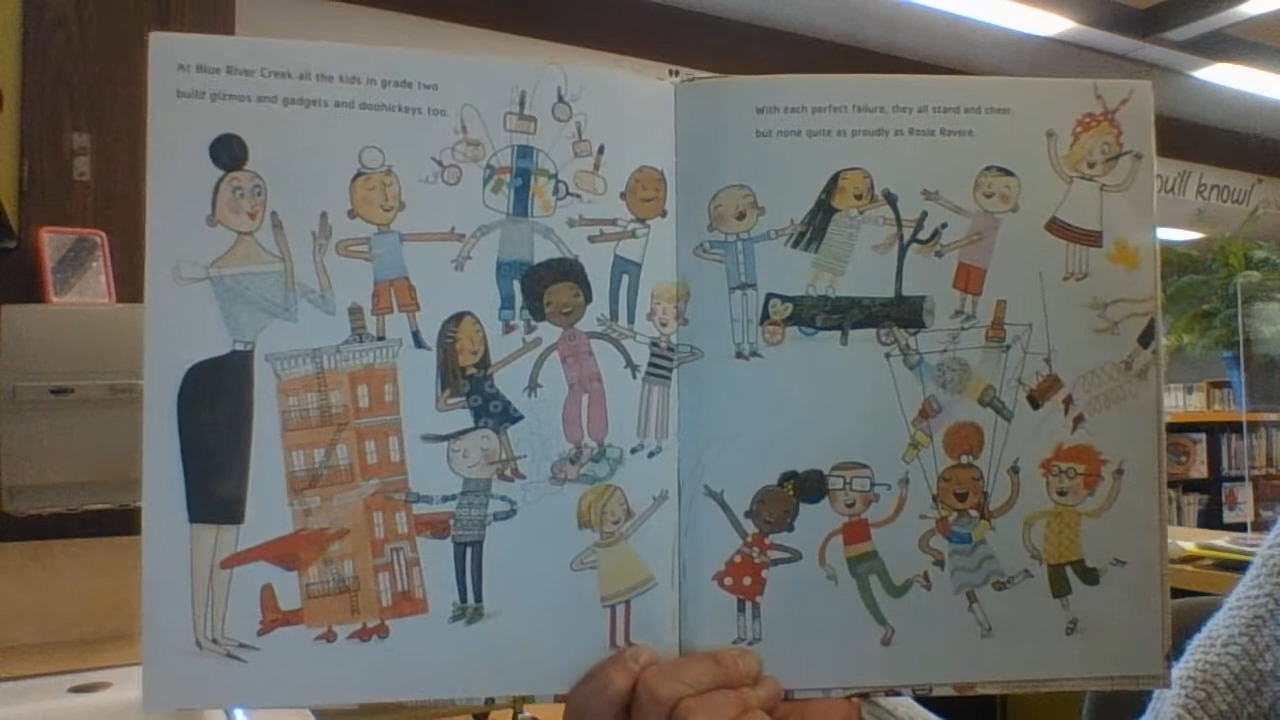 At Blue River Creek all the kids in grade two
build gizmos and gadgets and doohickeys too.
With each perfect failure, they all stand and cheer
but none quite as proudly as Rosie Revere.
ou'll know!